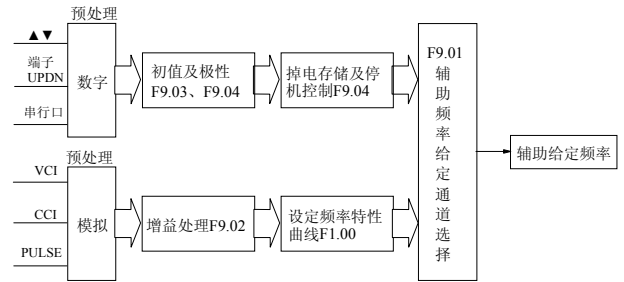 预处理
▲▼
端子
UPDN
串行口
数字
初值及极性
F9.03、F9.04
掉电存储及停
机控制F9.04
预处理
VCI
CCI
PULSE
模拟
增益处理F9.02
设定频率特性
曲线F1.00
F9.01
辅
助
频
率
给
定
通
道
选
择
辅助给定频率